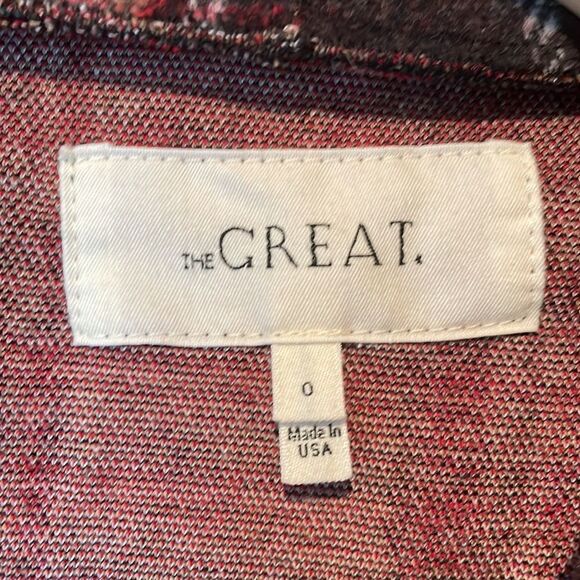 THE GREAT.
0
Made In
USA